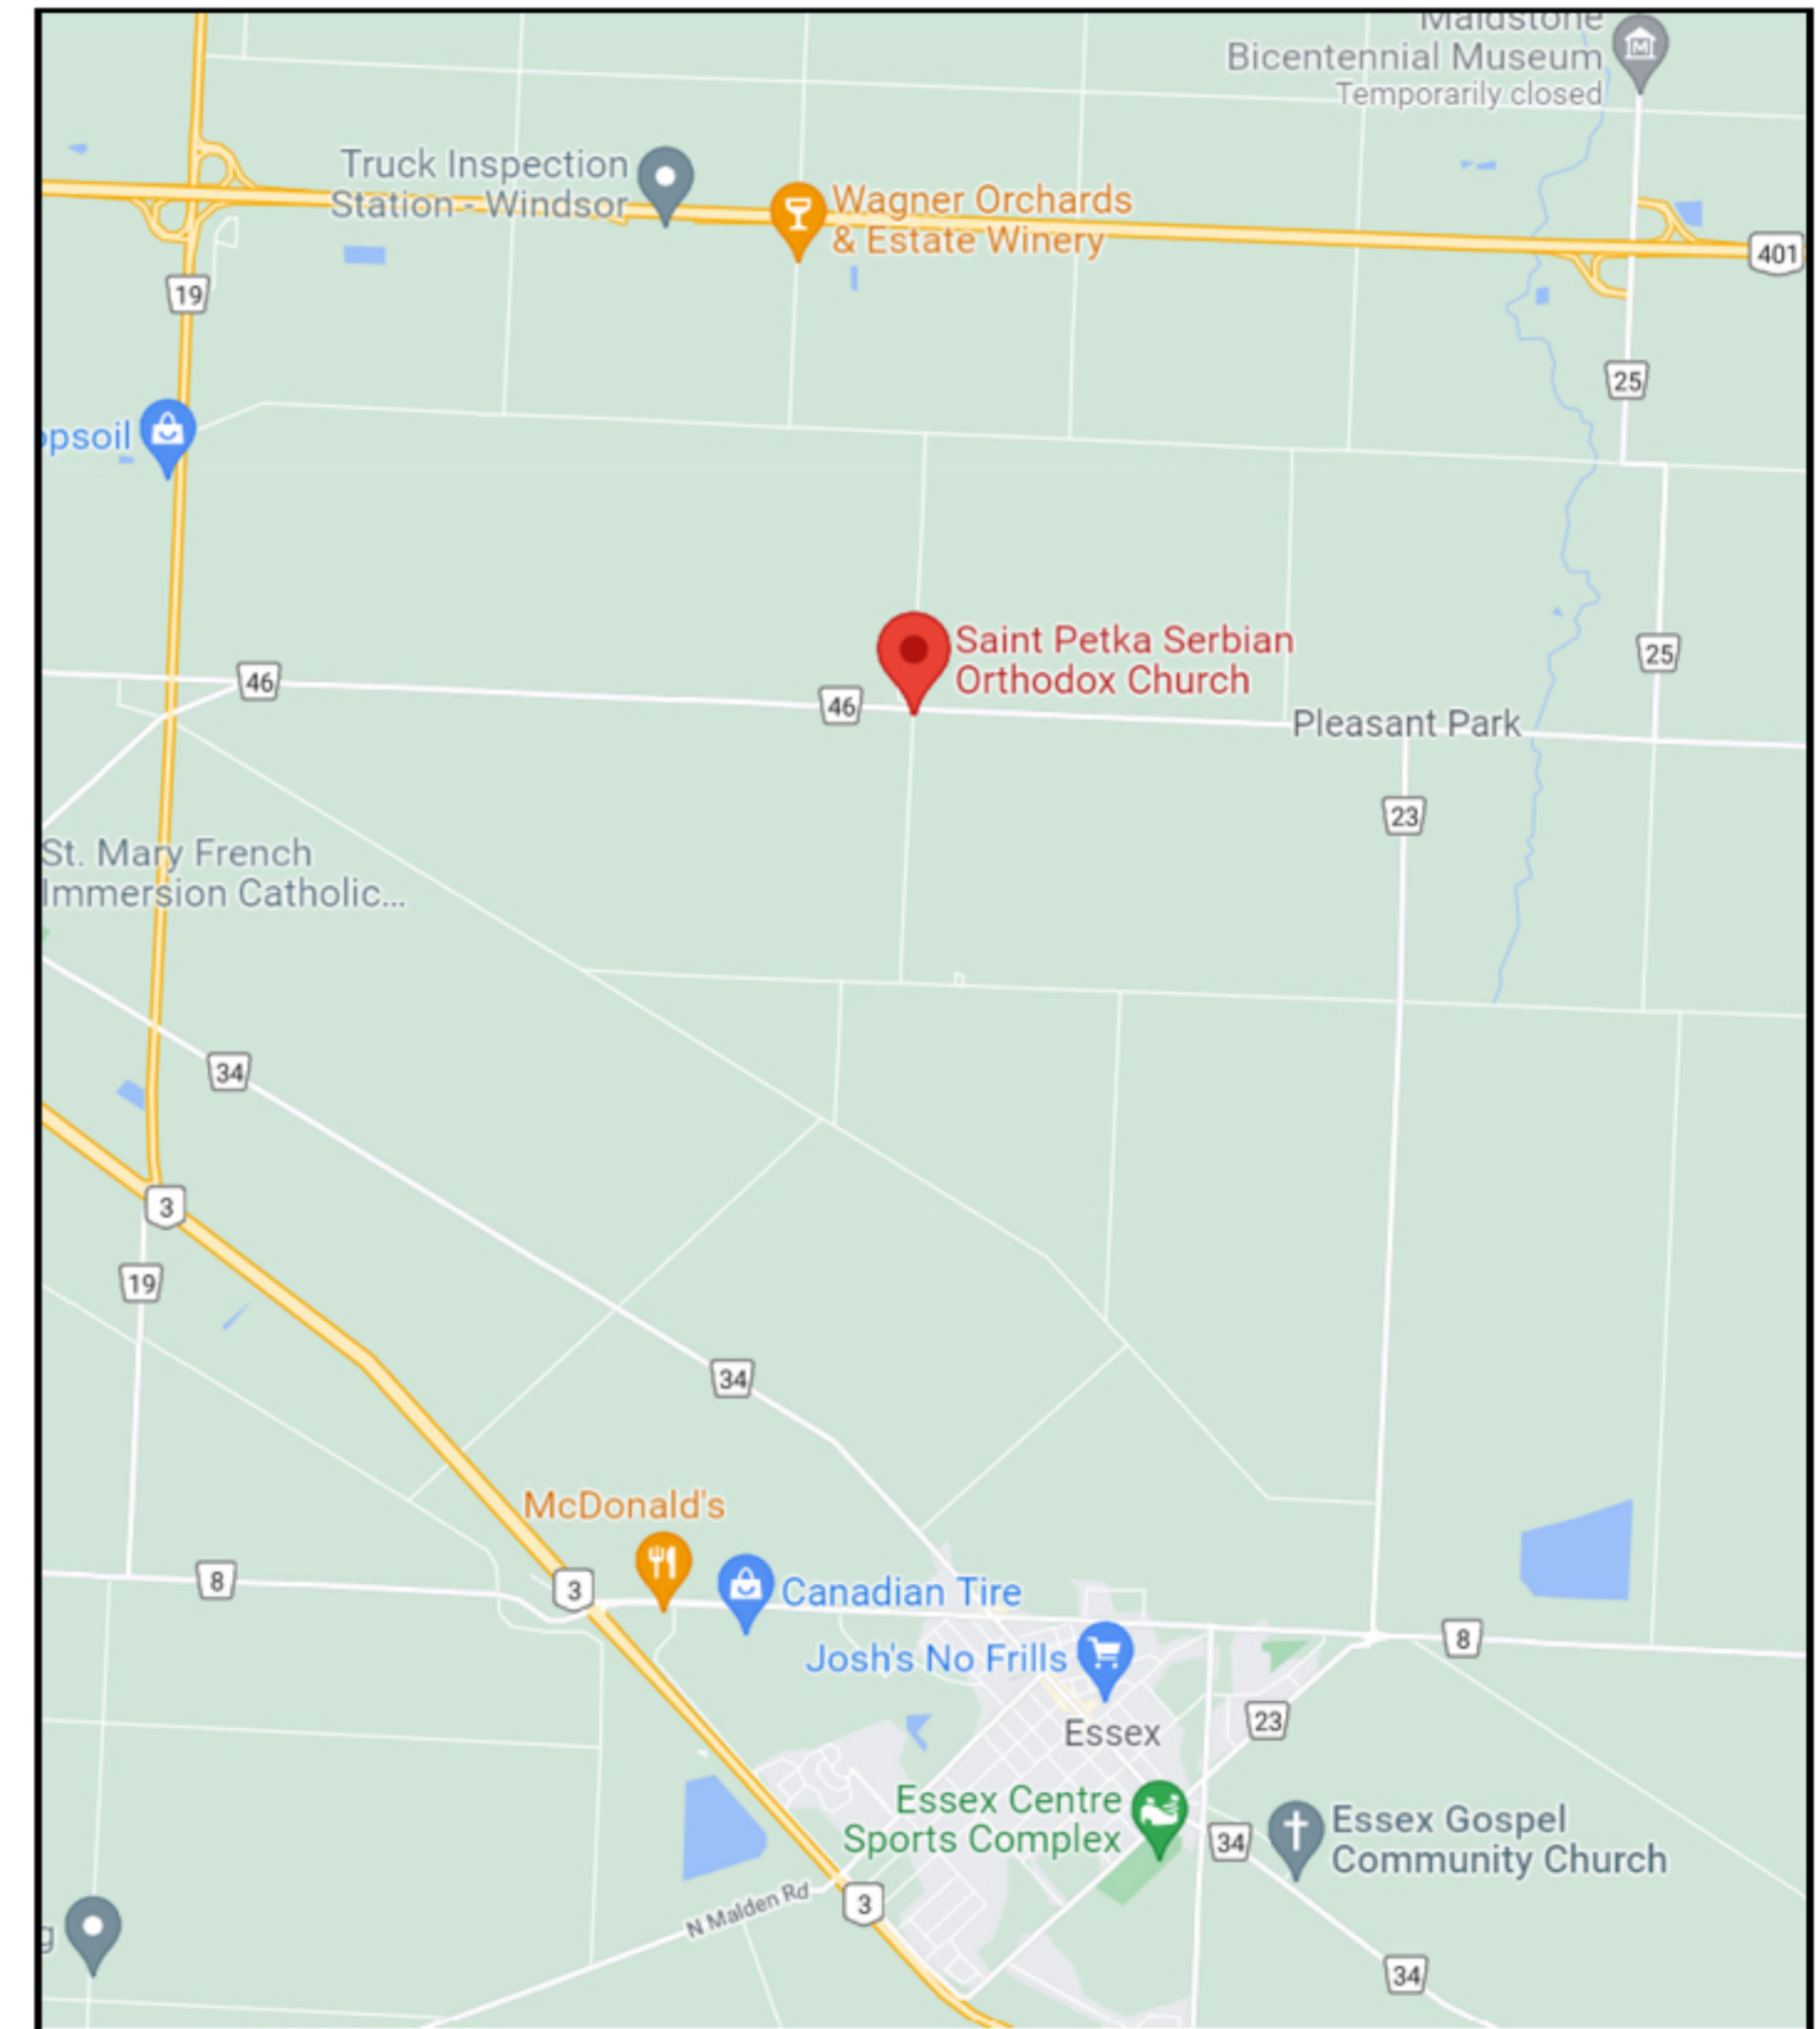 Maidstone
Bicentennial Museum
Temporarily closed
Truck Inspection
Station - Windsor
Wagner Orchards
& Estate Winery
401
19
25
opsoil
Saint Petka Serbian
Orthodox Church
25
46
46
Pleasant Park
23
St. Mary French
Immersion Catholic...
34
3
19
34
McDonald's
8
3
Canadian Tire
8
Josh's No Frills
23
Essex
Essex Centre
Sports Complex
34
Essex Gospel
Community Church
N Malden Rd
3
g
34